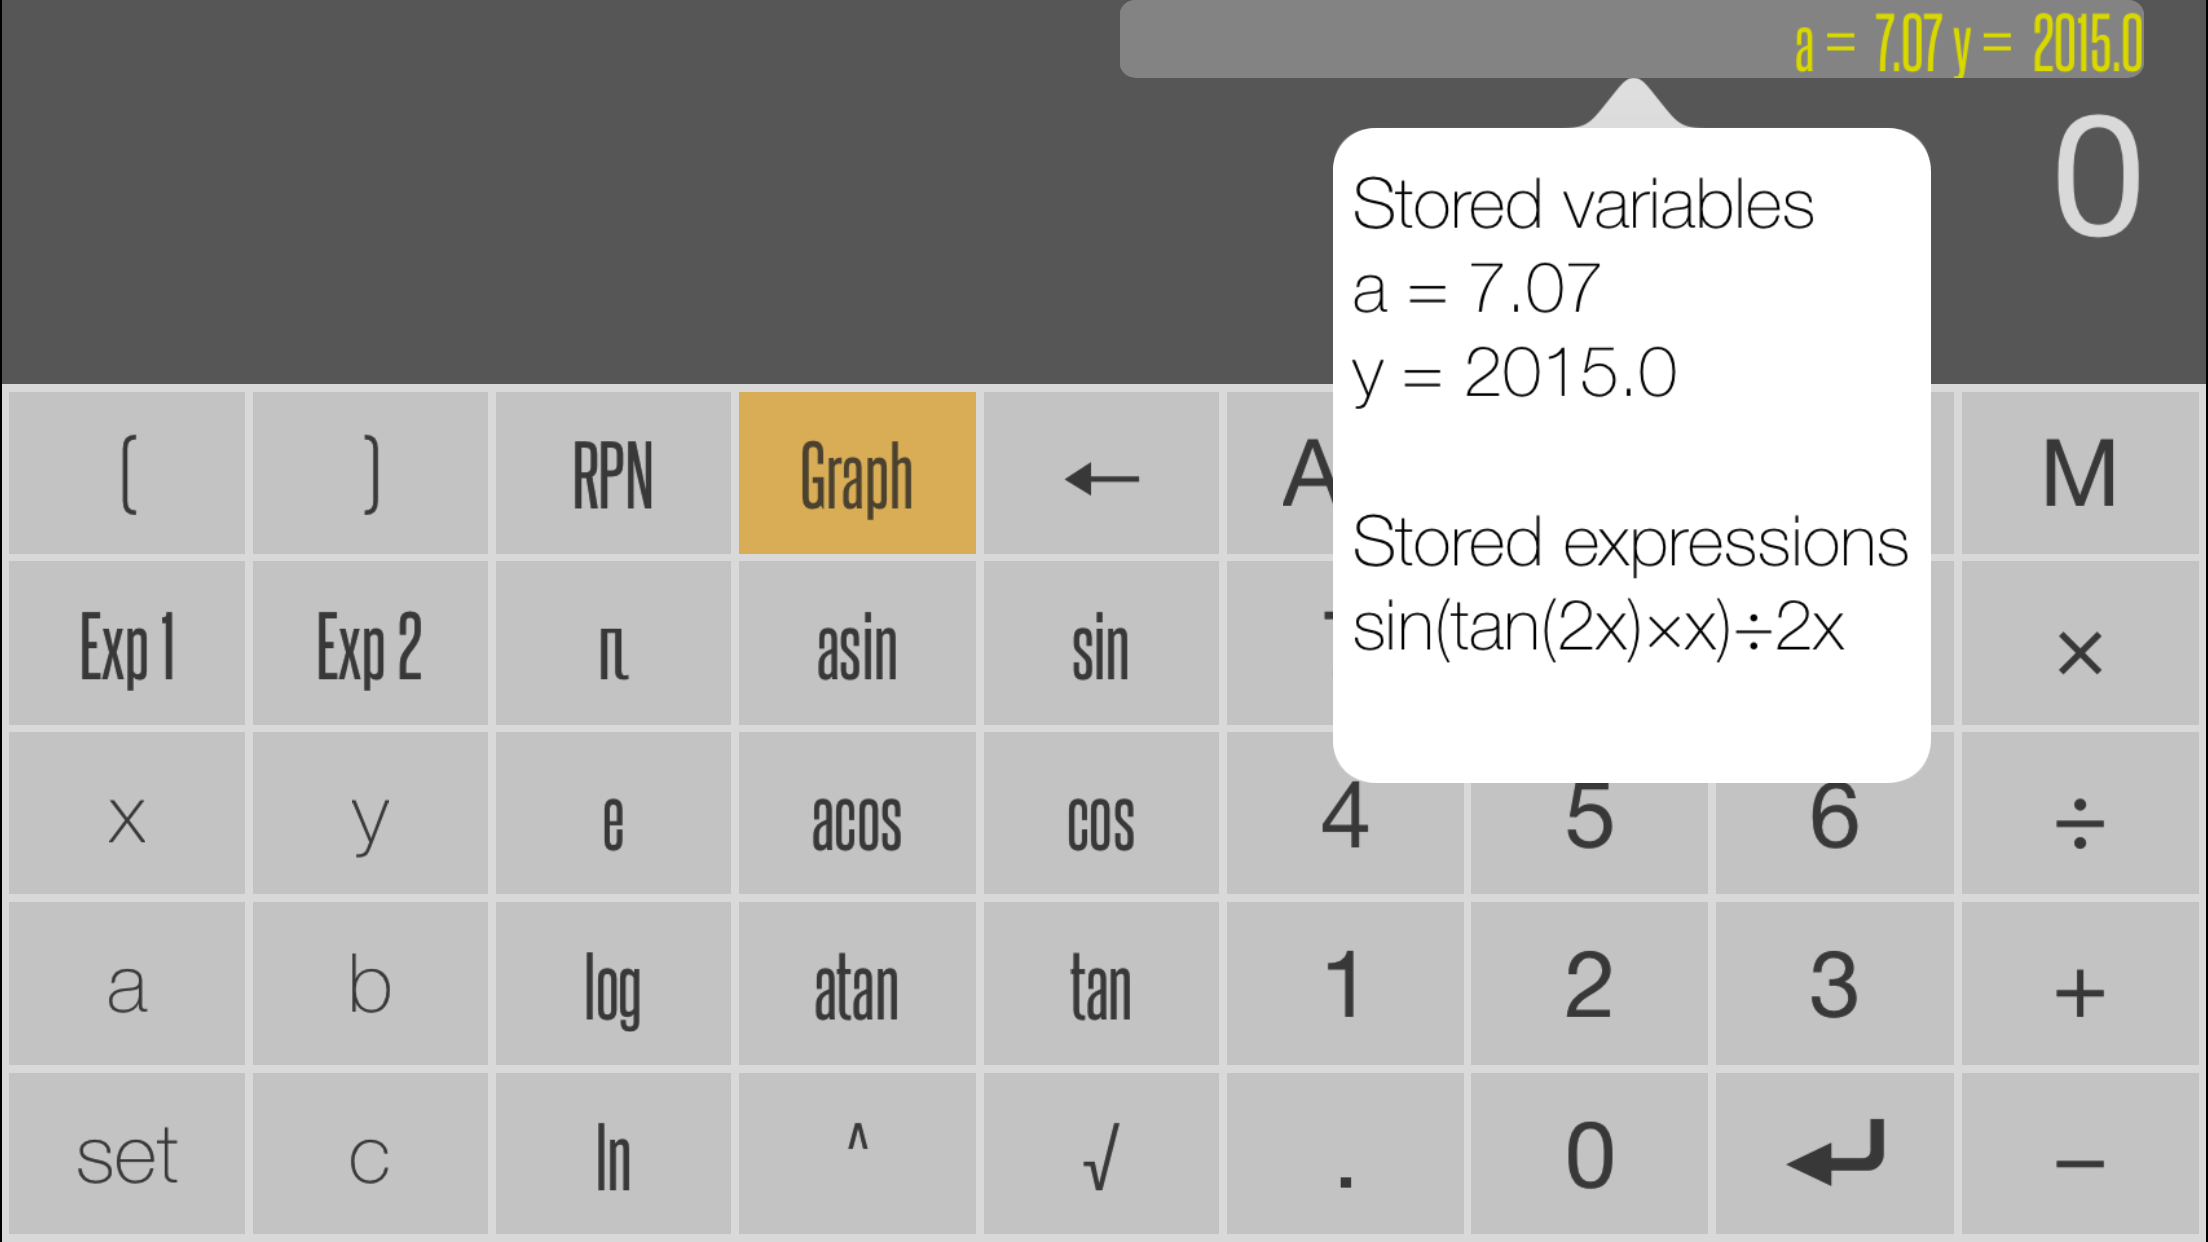 a = 7.07 y = 2015.0
0
Stored variables
a = 7.07
y = 2015.0
Stored expressions
sin(tan(2x)×x)÷2x
( ) RPN Graph ← M
Exp 1 Exp 2 π asin sin ×
x y e acos cos 4 5 6 ÷
a b log atan tan 1 2 3 +
set c ln ^ √ . 0 −